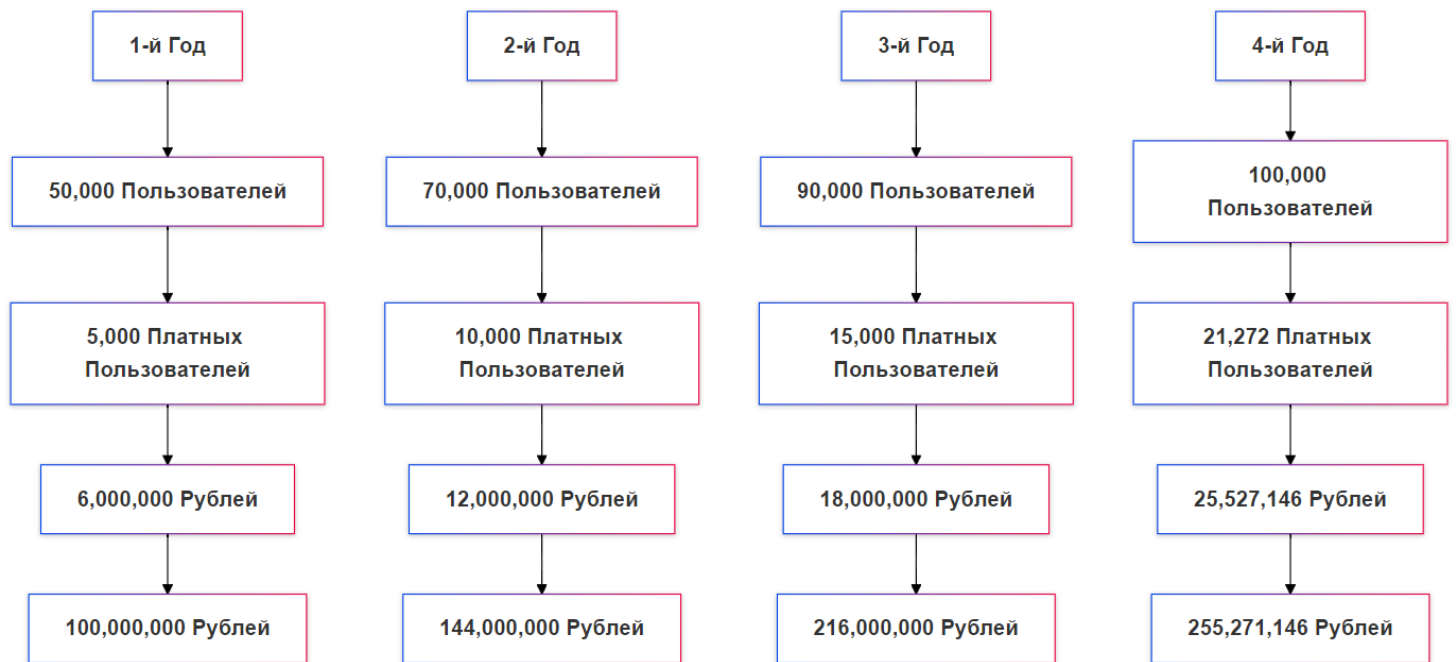 1-й Год
2-й Год
3-й Год
4-й Год
50,000 Пользователей
70,000 Пользователей
90,000 Пользователей
100,000
Пользователей
5,000 Платных
Пользователей
10,000 Платных
Пользователей
15,000 Платных
Пользователей
21,272 Платных
Пользователей
6,000,000 Рублей
12,000,000 Рублей
18,000,000 Рублей
25,527,146 Рублей
100,000,000 Рублей
144,000,000 Рублей
216,000,000 Рублей
255,271,146 Рублей